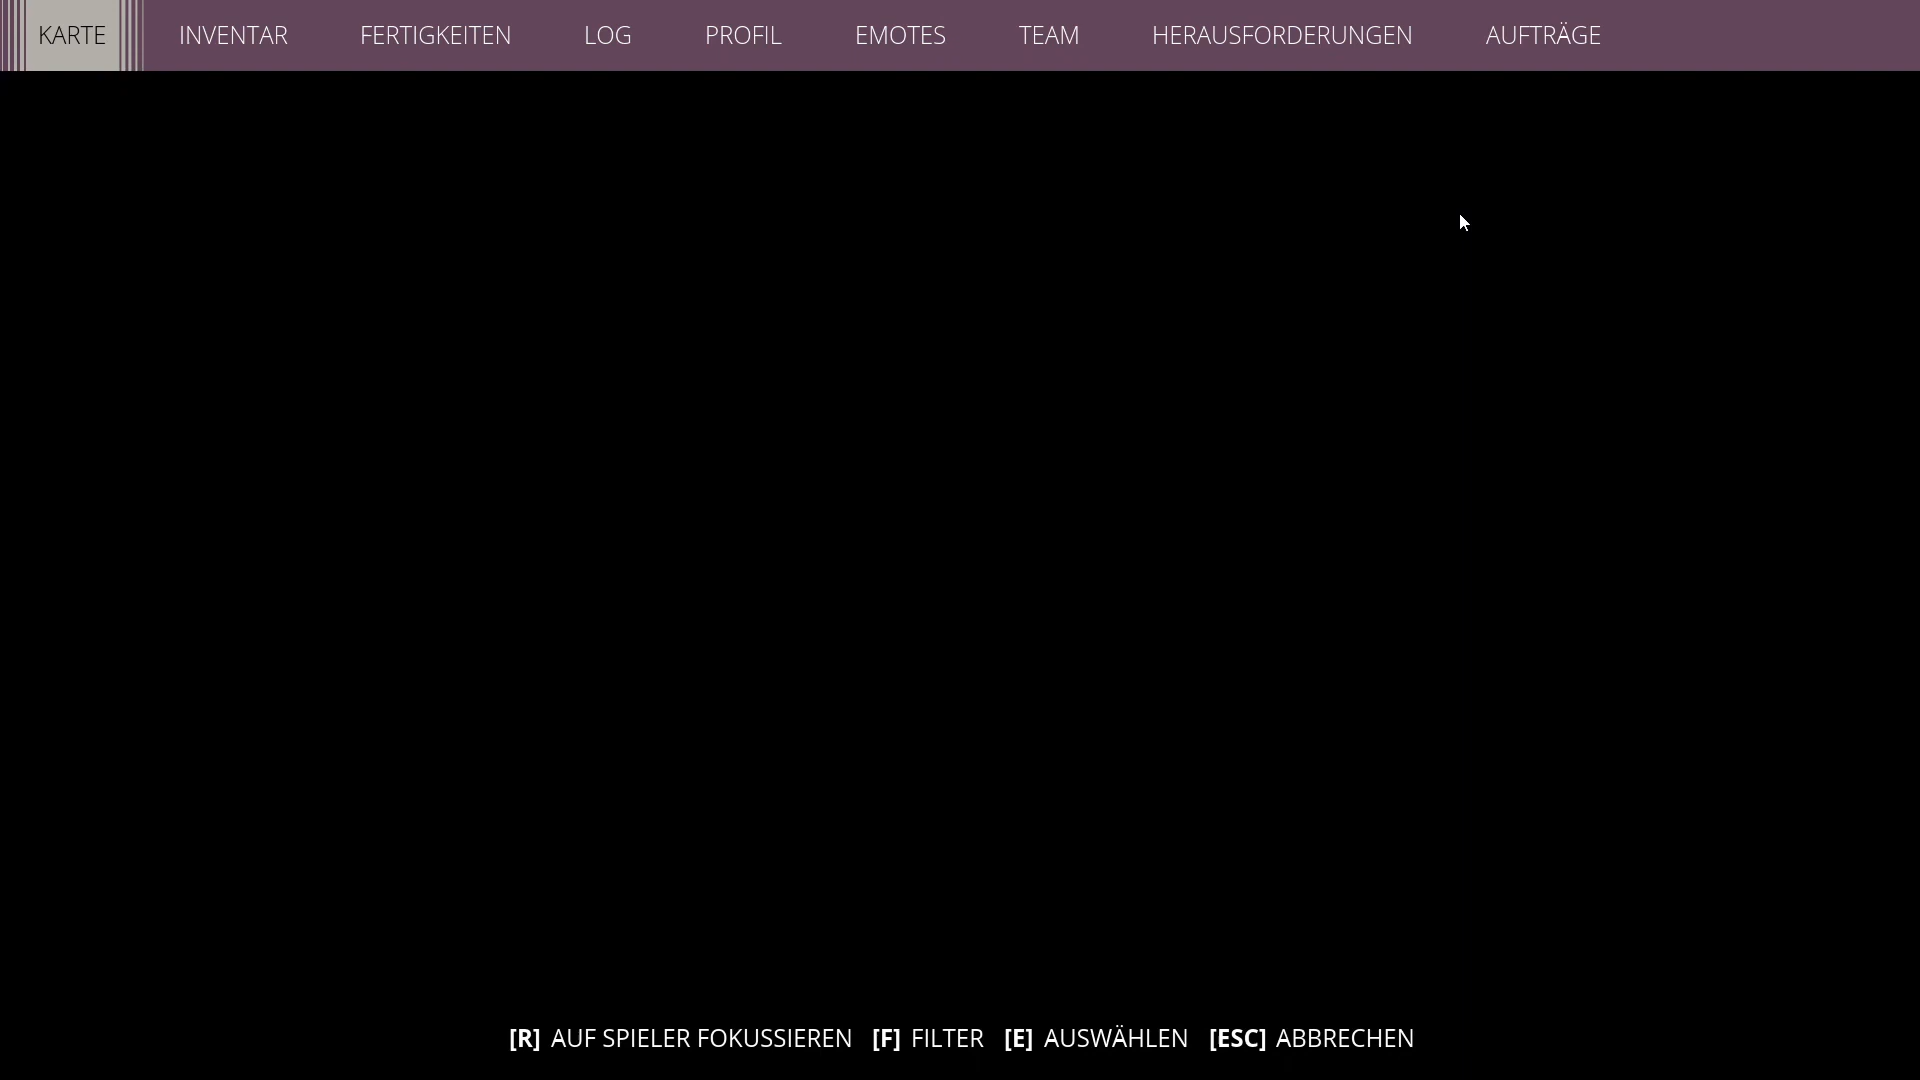 KARTE INVENTAR FERTIGKEITEN LOG PROFIL EMOTES TEAM HERAUSFORDERUNGEN AUFTRÄGE
[R] AUF SPIELER FOKUSSIEREN [F] FILTER [E] AUSWÄHLEN [ESC] ABBRECHEN